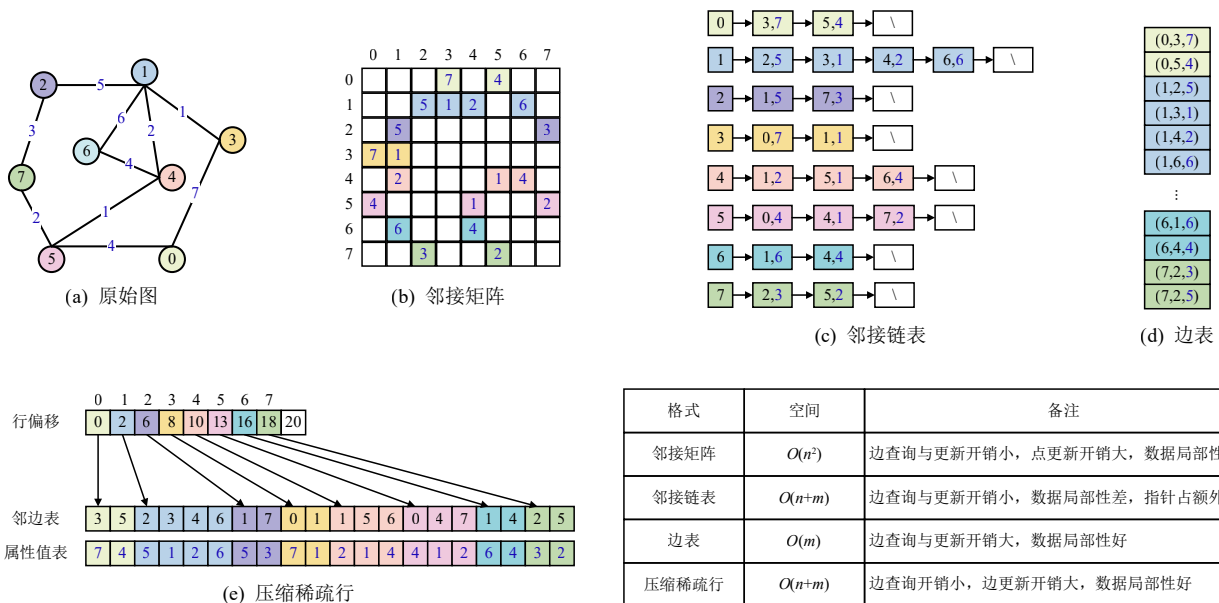 2 5 1
6 2 1
3 3
6 4 4
7 7
2 1
5 4 0
(a) 原始图
0 1 2 3 4 5 6 7
0 7 4
1 5 1 2 6
2 5 3
3 7 1
4 2 1 4
5 4 1 2
6 6 4
7 3 2
(b) 邻接矩阵
0 3,7 5,4 \
1 2,5 3,1 4,2 6,6 \
2 1,5 7,3 \
3 0,7 1,1 \
4 1,2 5,1 6,4 \
5 0,4 4,1 7,2 \
6 1,6 4,4 \
7 2,3 5,2 \
(c) 邻接链表
(0,3,7)
(0,5,4)
(1,2,5)
(1,3,1)
(1,4,2)
(1,6,6)
⋮
(6,1,6)
(6,4,4)
(7,2,3)
(7,2,5)
(d) 边表
0 1 2 3 4 5 6 7
行偏移 0 2 6 8 10 13 16 18 20
邻边表 3 5 2 3 4 6 1 7 0 1 1 5 6 0 4 7 1 4 2 5
属性值表 7 4 5 1 2 6 5 3 7 1 2 1 4 4 1 2 6 4 3 2
(e) 压缩稀疏行
格式 空间 备注
邻接矩阵 O(n²) 边查询与更新开销小，点更新开销大，数据局部性
邻接链表 O(n+m) 边查询与更新开销小，数据局部性差，指针占额外
边表 O(m) 边查询与更新开销大，数据局部性好
压缩稀疏行 O(n+m) 边查询开销小，边更新开销大，数据局部性好